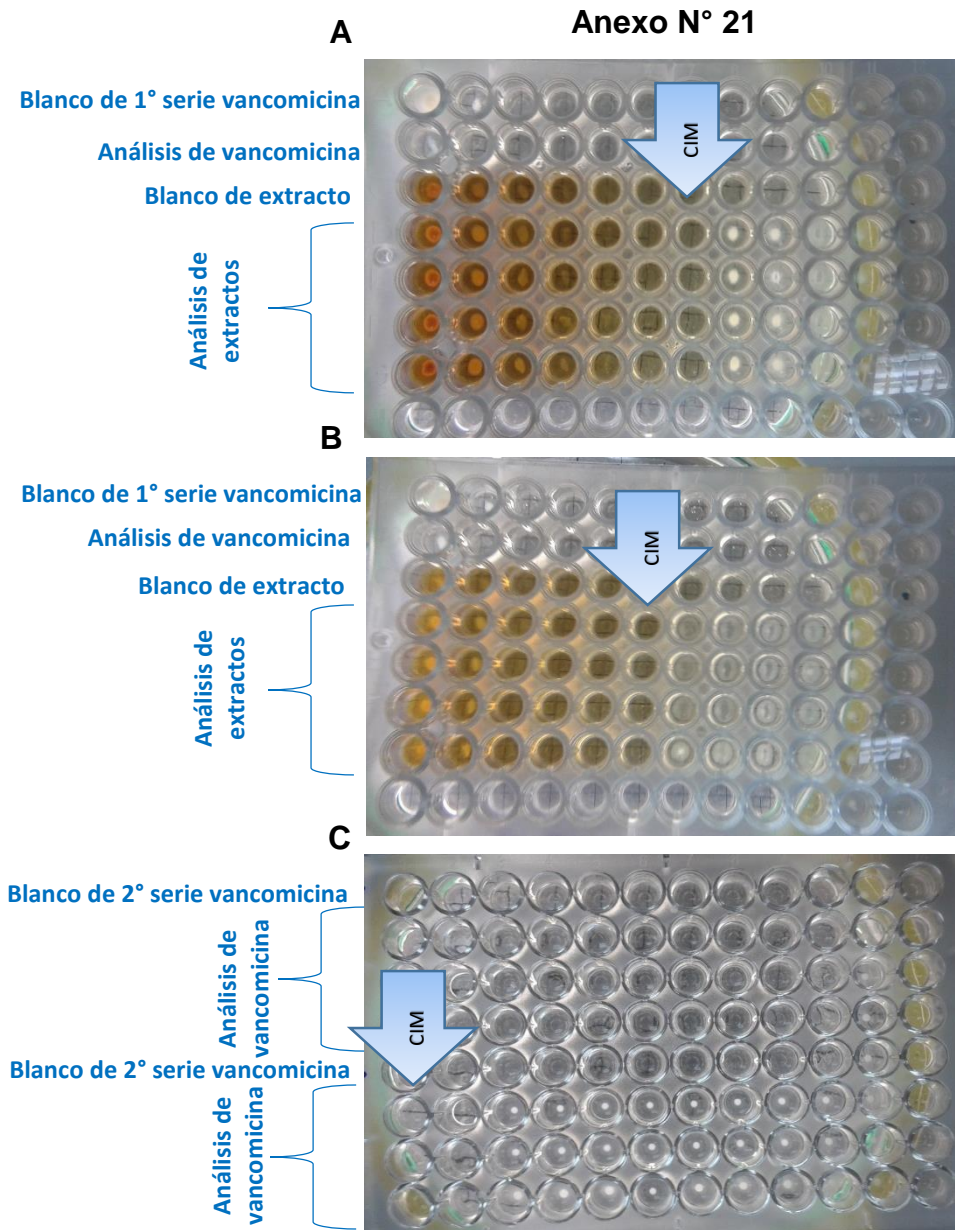 Anexo N° 21
A
Blanco de 1° serie vancomicina
Análisis de vancomicina
Blanco de extracto
Análisis de
extractos
CIM
B
Blanco de 1° serie vancomicina
Análisis de vancomicina
Blanco de extracto
Análisis de
extractos
CIM
C
Blanco de 2° serie vancomicina
Análisis de
vancomicina
CIM
Blanco de 2° serie vancomicina
Análisis de
vancomicina